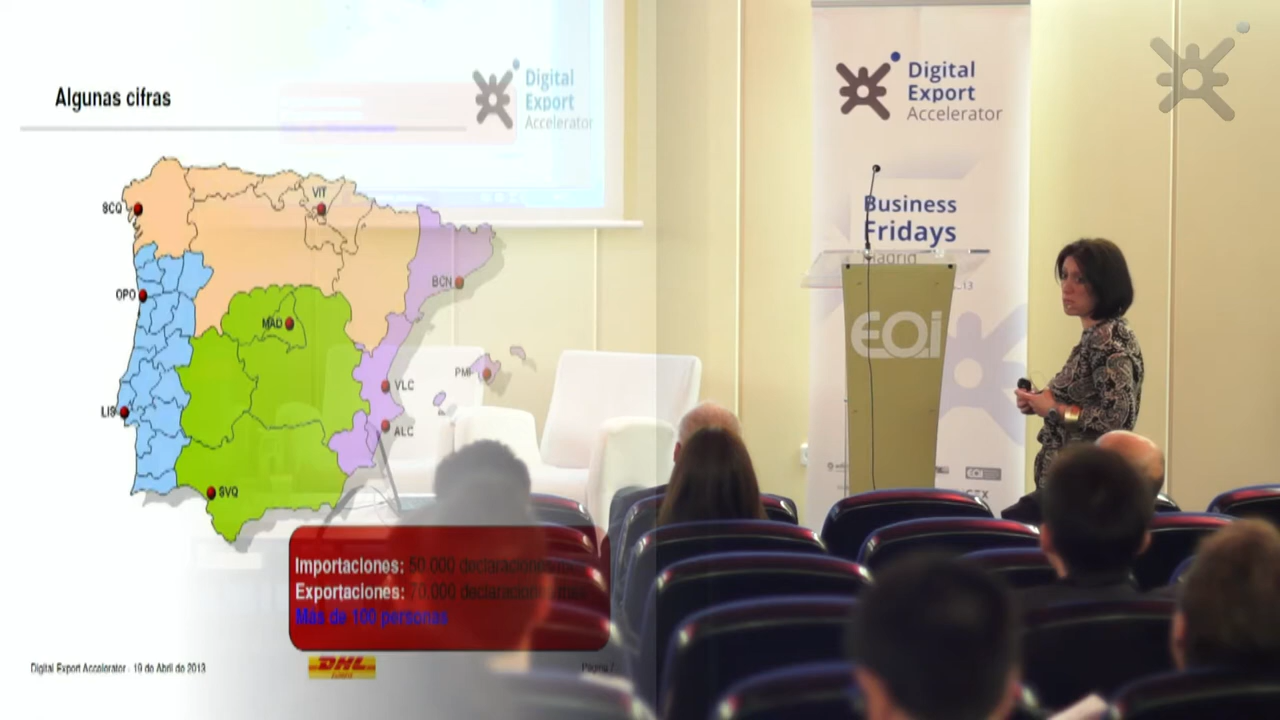 Algunas cifras
Digital
Export
Accelerator
SCQ
VIT
BCN
OPO
MAD
PMI
VLC
LIS
ALC
SVQ
Importaciones: 50.000 declaraciones
Exportaciones: 70.000 declaraciones
Más de 100 personas
Digital Export Accelerator - 19 de Abril de 2013
DHL
Página
Digital
Export
Accelerator
Business
Fridays
Madrid
EOi
EOi